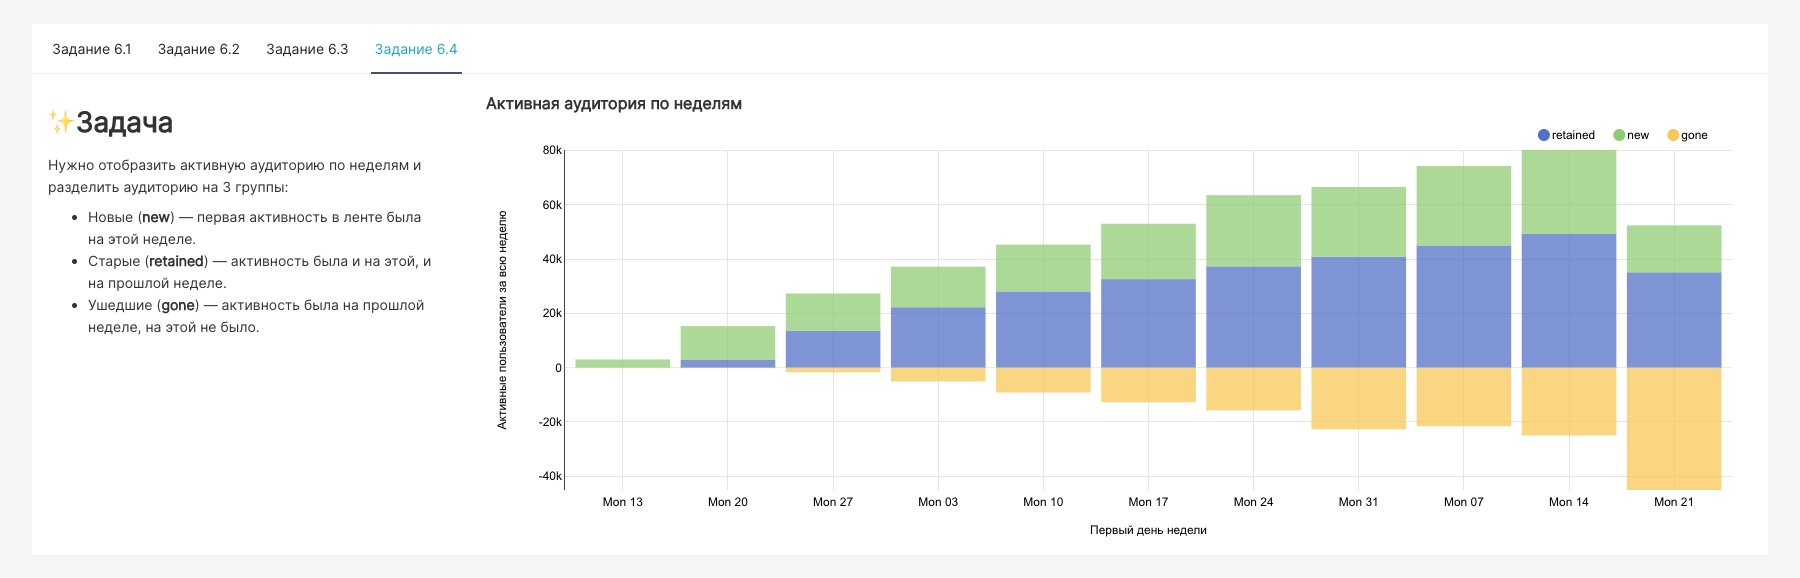 Задание 6.1 Задание 6.2 Задание 6.3 Задание 6.4
✨Задача
Нужно отобразить активную аудиторию по неделям и
разделить аудиторию на 3 группы:
• Новые (new) — первая активность в ленте была
на этой неделе.
• Старые (retained) — активность была и на этой, и
на прошлой неделе.
• Ушедшие (gone) — активность была на прошлой
неделе, на этой не было.
Активная аудитория по неделям
retained new gone
Активные пользователи за всю неделю
80k
60k
40k
20k
0
-20k
-40k
Mon 13 Mon 20 Mon 27 Mon 03 Mon 10 Mon 17 Mon 24 Mon 31 Mon 07 Mon 14 Mon 21
Первый день недели